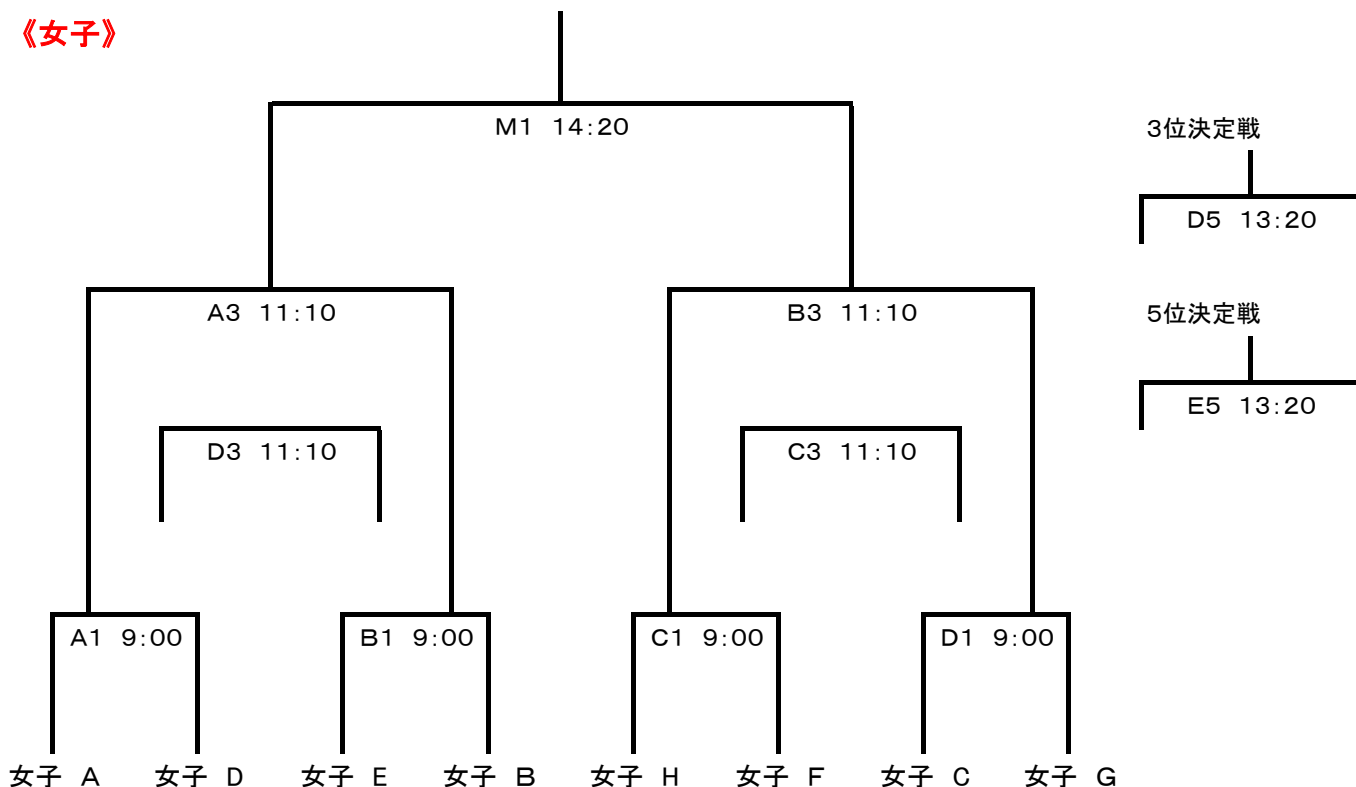 《女子》
M1 14:20
3位決定戦
D5 13:20
A3 11:10
B3 11:10
5位決定戦
E5 13:20
D3 11:10
C3 11:10
A1 9:00
B1 9:00
C1 9:00
D1 9:00
女子 A
女子 D
女子 E
女子 B
女子 H
女子 F
女子 C
女子 G